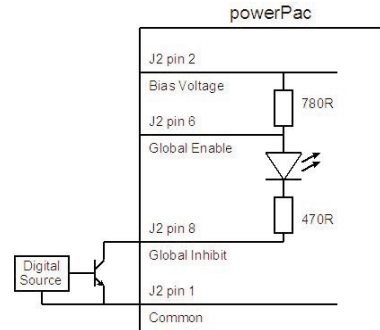 powerPac
J2 pin 2
Bias Voltage
780R
J2 pin 6
Global Enable
470R
J2 pin 8
Global Inhibit
Digital
Source
J2 pin 1
Common